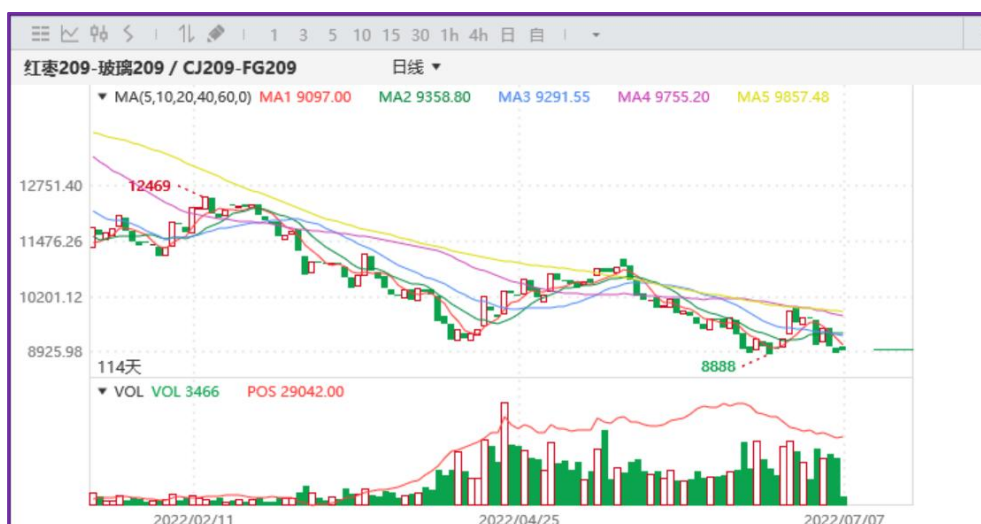 1 3 5 10 15 30 1h 4h 日 自
红枣209-玻璃209 / CJ209-FG209 日线
MA(5,10,20,40,60,0) MA1 9097.00 MA2 9358.80 MA3 9291.55 MA4 9755.20 MA5 9857.48
12751.40
12469
11476.26
10201.12
8925.98
8888
114天
VOL VOL 3466 POS 29042.00
2022/02/11 2022/04/25 2022/07/07